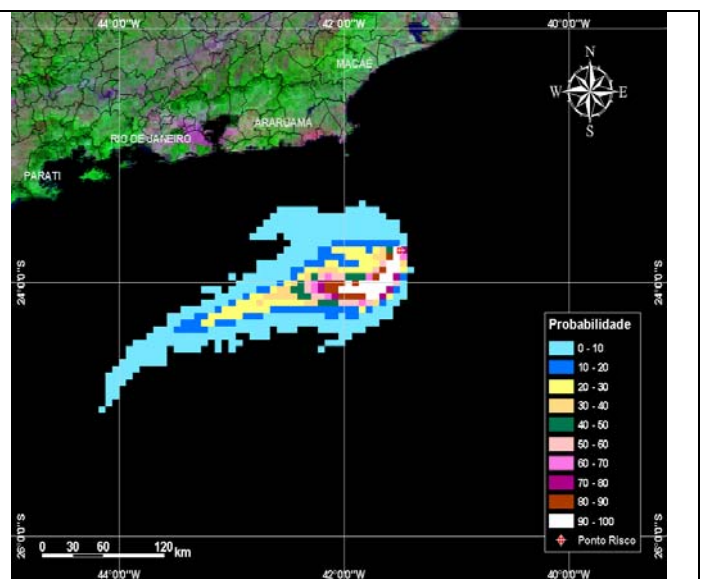 44°0'0"W 42°0'0"W 40°0'0"W
MACAÉ
N
W E
S
ARARUAMA
RIO DE JANEIRO
PARATI
24°0'0"S 24°0'0"S
Probabilidade
0 - 10
10 - 20
20 - 30
30 - 40
40 - 50
50 - 60
60 - 70
70 - 80
80 - 90
90 - 100
Ponto Risco
26°0'0"S 26°0'0"S
0 30 60 120 km
44°0'0"W 42°0'0"W 40°0'0"W